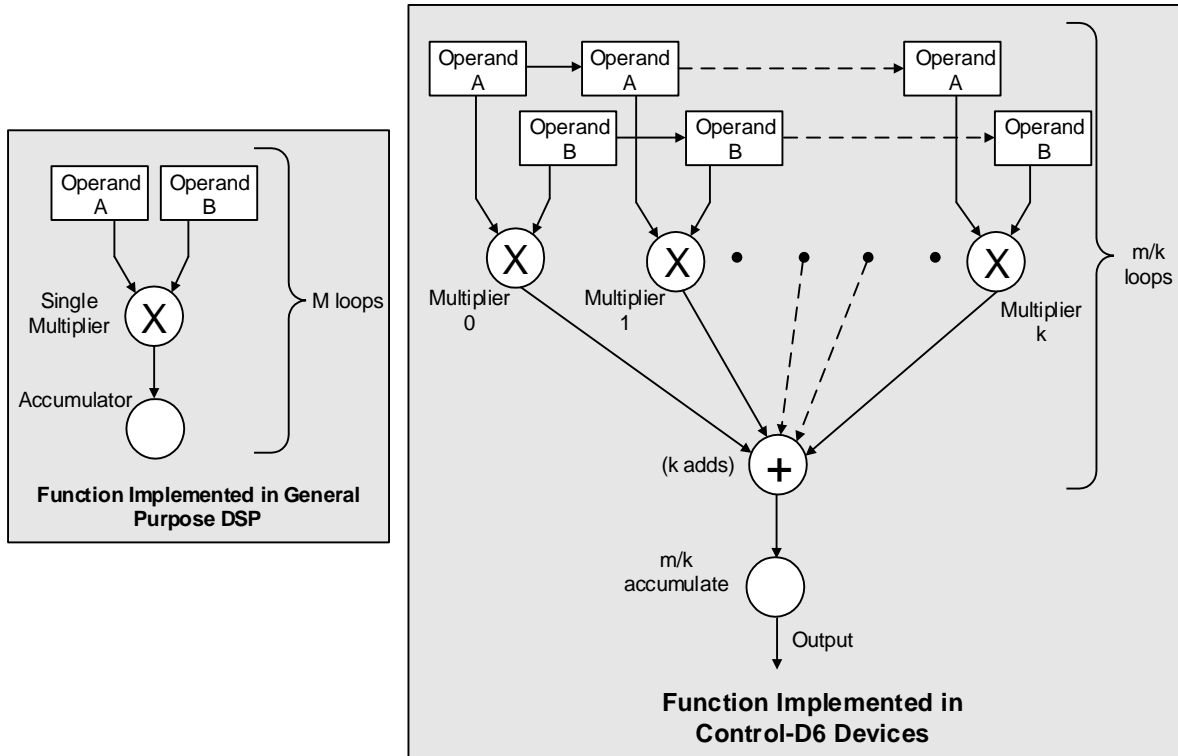 Operand
A
Operand
B
Single
Multiplier
X
M loops
Accumulator
Function Implemented in General
Purpose DSP
Operand
A
Operand
A
Operand
A
Operand
B
Operand
B
Operand
B
X
X
X
Multiplier
0
Multiplier
1
Multiplier
k
m/k
loops
(k adds)
+
m/k
accumulate
Output
Function Implemented in
Control-D6 Devices